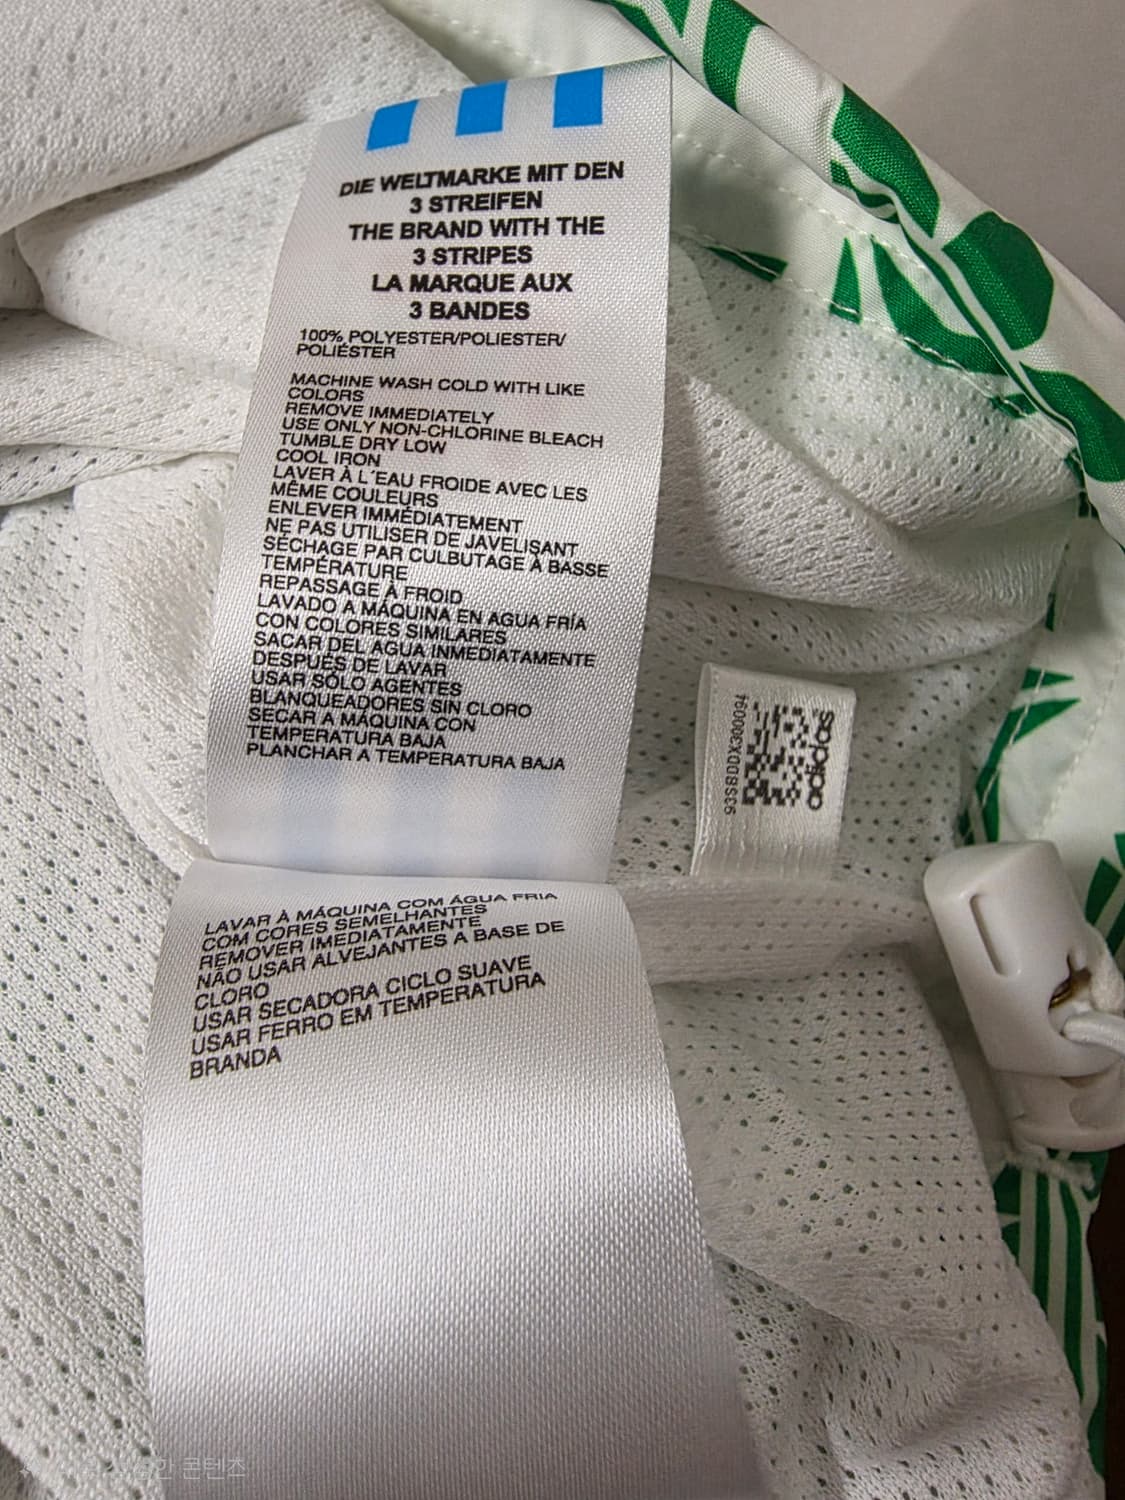 DIE WELTMARKE MIT DEN
3 STREIFEN
THE BRAND WITH THE
3 STRIPES
LA MARQUE AUX
3 BANDES
100% POLYESTER/POLIESTER/
POLIÉSTER
MACHINE WASH COLD WITH LIKE
COLORS
REMOVE IMMEDIATELY
USE ONLY NON-CHLORINE BLEACH
TUMBLE DRY LOW
COOL IRON
LAVER À L´EAU FROIDE AVEC LES
MÊME COULEURS
ENLEVER IMMÉDIATEMENT
NE PAS UTILISER DE JAVELISANT
SÉCHAGE PAR CULBUTAGE À BASSE
TEMPÉRATURE
REPASSAGE À FROID
LAVADO A MÁQUINA EN AGUA FRÍA
CON COLORES SIMILARES
SACAR DEL AGUA INMEDIATAMENTE
DESPUÉS DE LAVAR
USAR SÓLO AGENTES
BLANQUEADORES SIN CLORO
SECAR A MÁQUINA CON
TEMPERATURA BAJA
PLANCHAR A TEMPERATURA BAJA
93SBDDX300094
adidas
LAVAR À MÁQUINA COM ÁGUA FRIA
COM CORES SEMELHANTES
REMOVER IMEDIATAMENTE
NÃO USAR ALVEJANTES A BASE DE
CLORO
USAR SECADORA CICLO SUAVE
USAR FERRO EM TEMPERATURA
BRANDA
콘텐츠